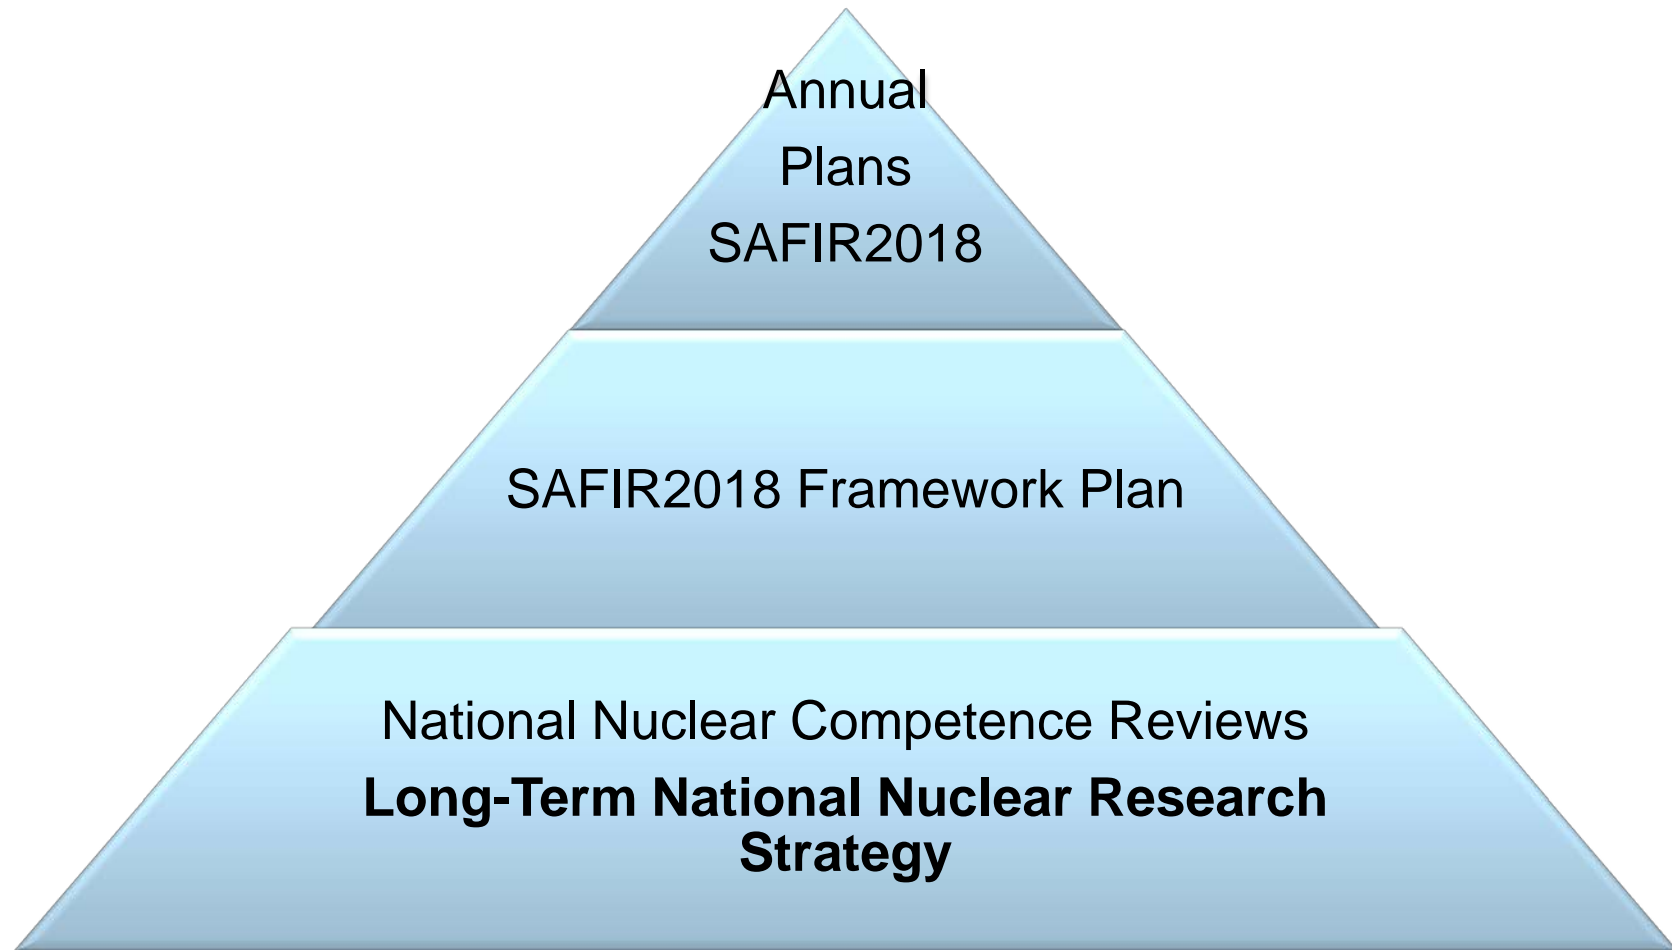 Annual
Plans
SAFIR2018
SAFIR2018 Framework Plan
National Nuclear Competence Reviews
Long-Term National Nuclear Research
Strategy